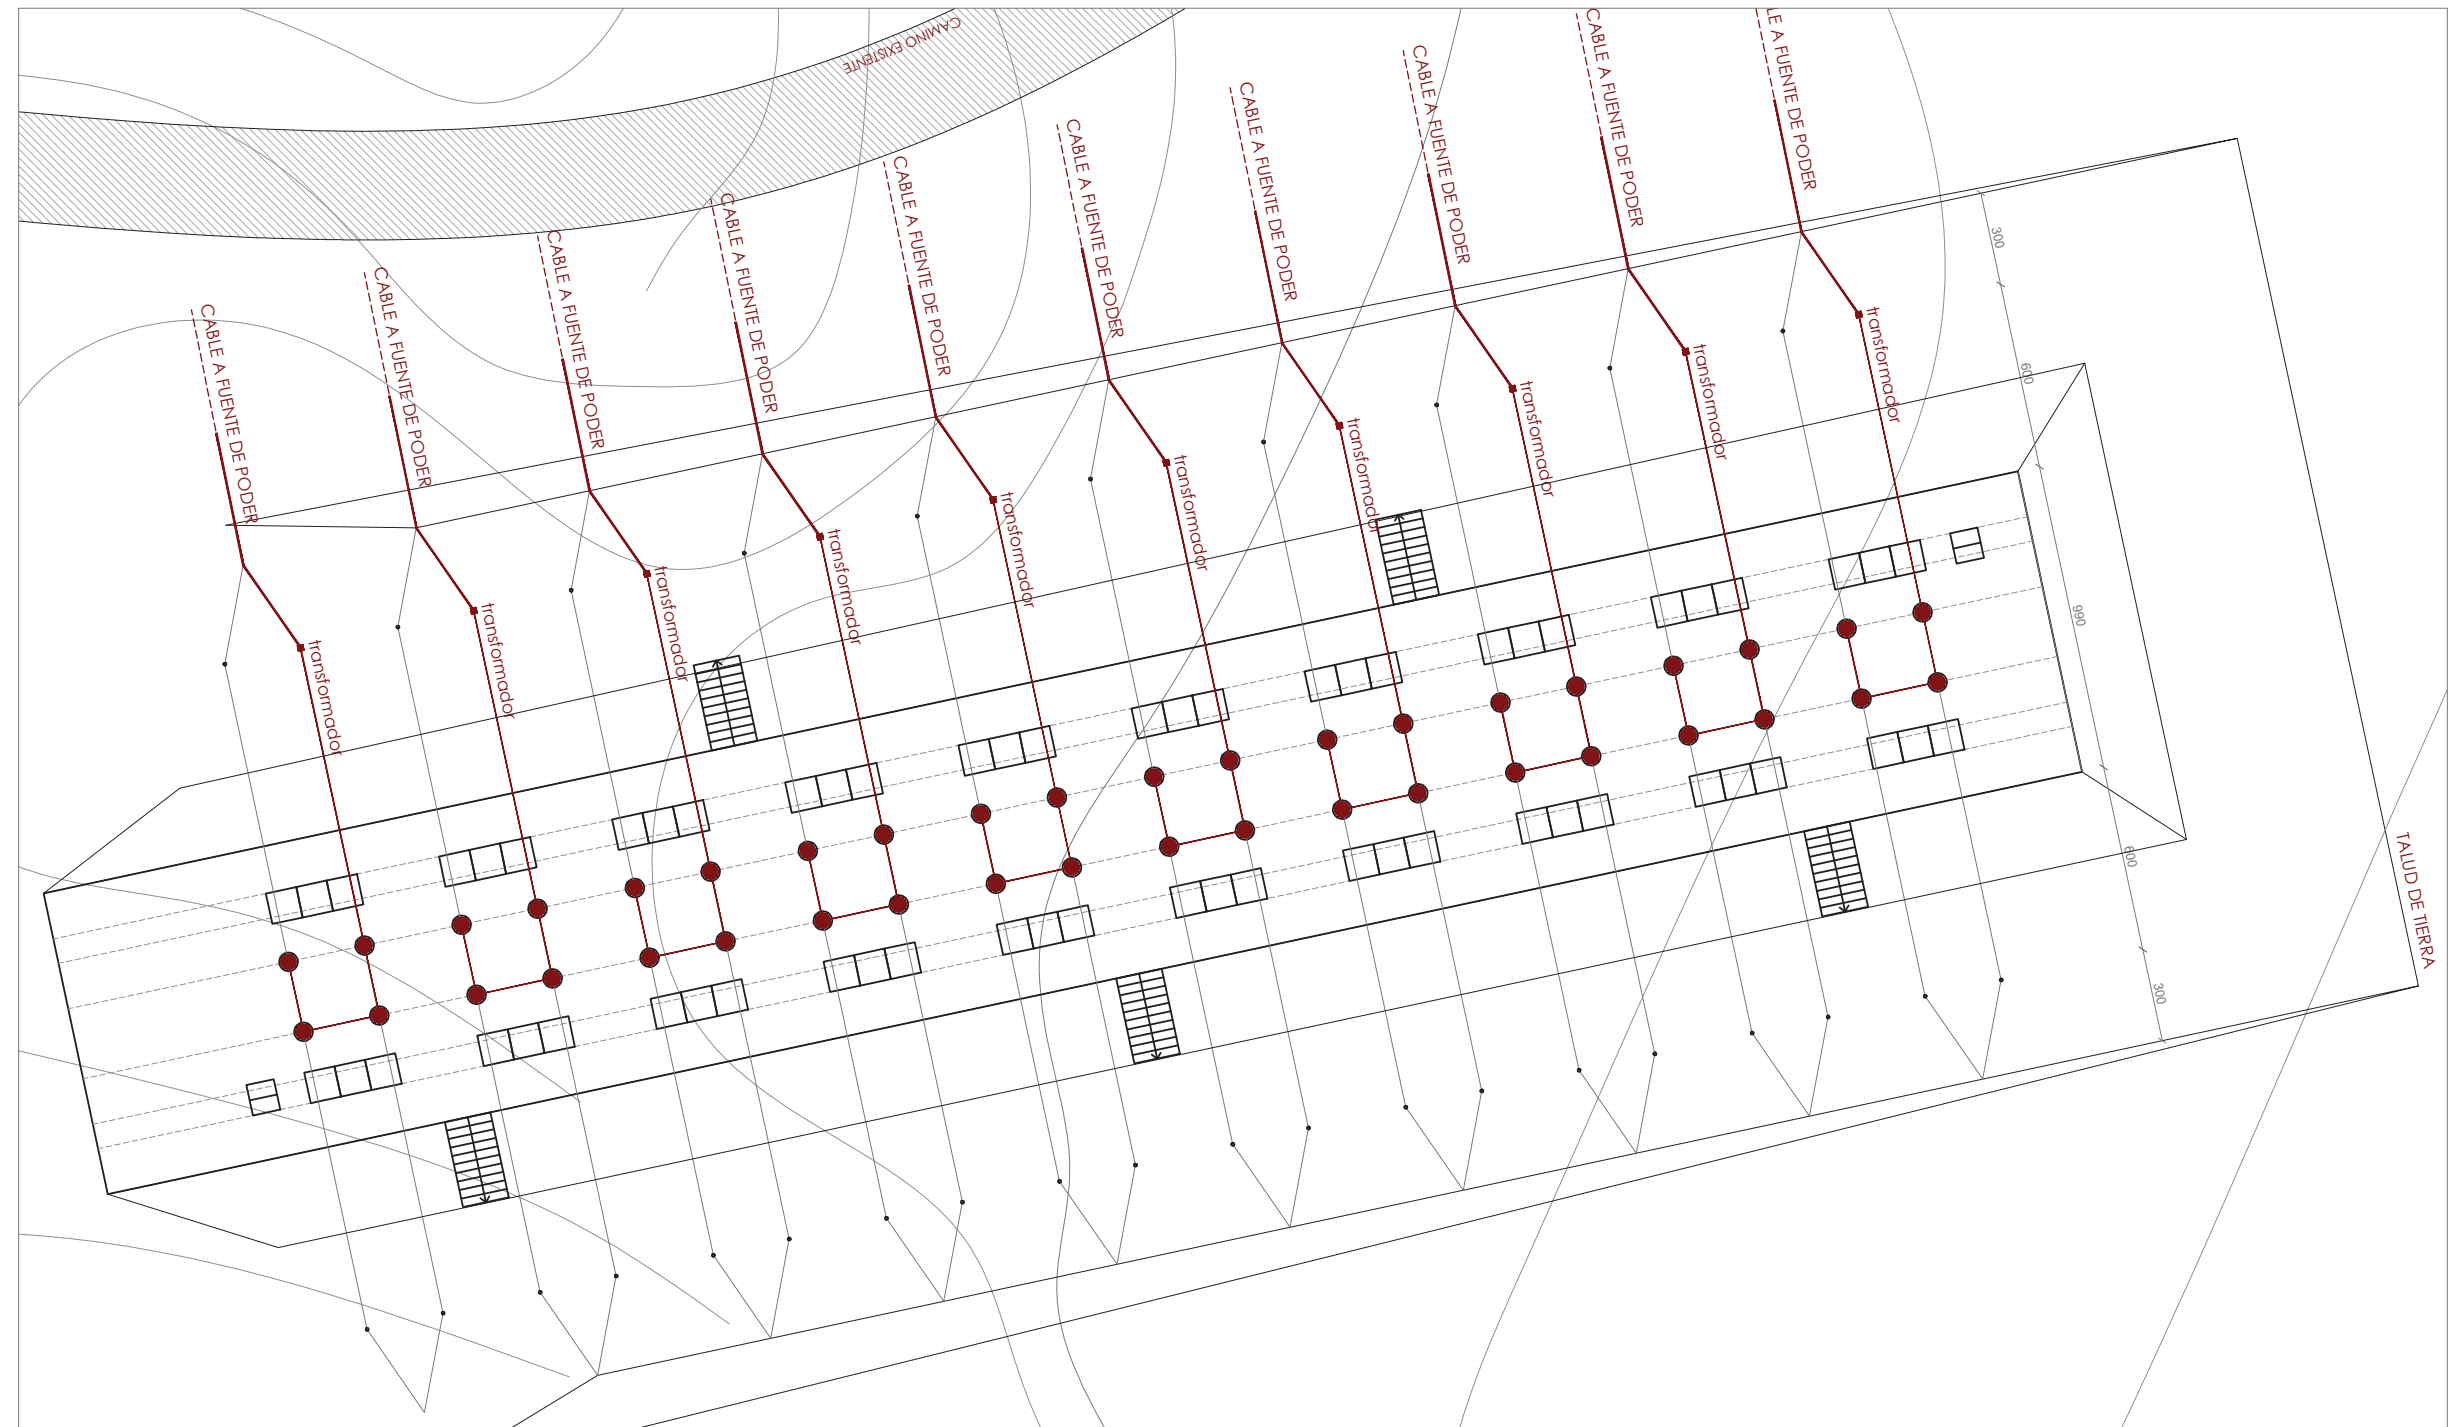 CAMINO EXISTENTE
CABLE A FUENTE DE PODER
CABLE A FUENTE DE PODER
CABLE A FUENTE DE PODER
CABLE A FUENTE DE PODER
CABLE A FUENTE DE PODER
CABLE A FUENTE DE PODER
CABLE A FUENTE DE PODER
CABLE A FUENTE DE PODER
CABLE A FUENTE DE PODER
LE A FUENTE DE PODER
transformador
transformador
transformador
transformador
transformador
transformador
transformador
transformador
transformador
transformador
300
600
990
600
300
TALUD DE TIERRA